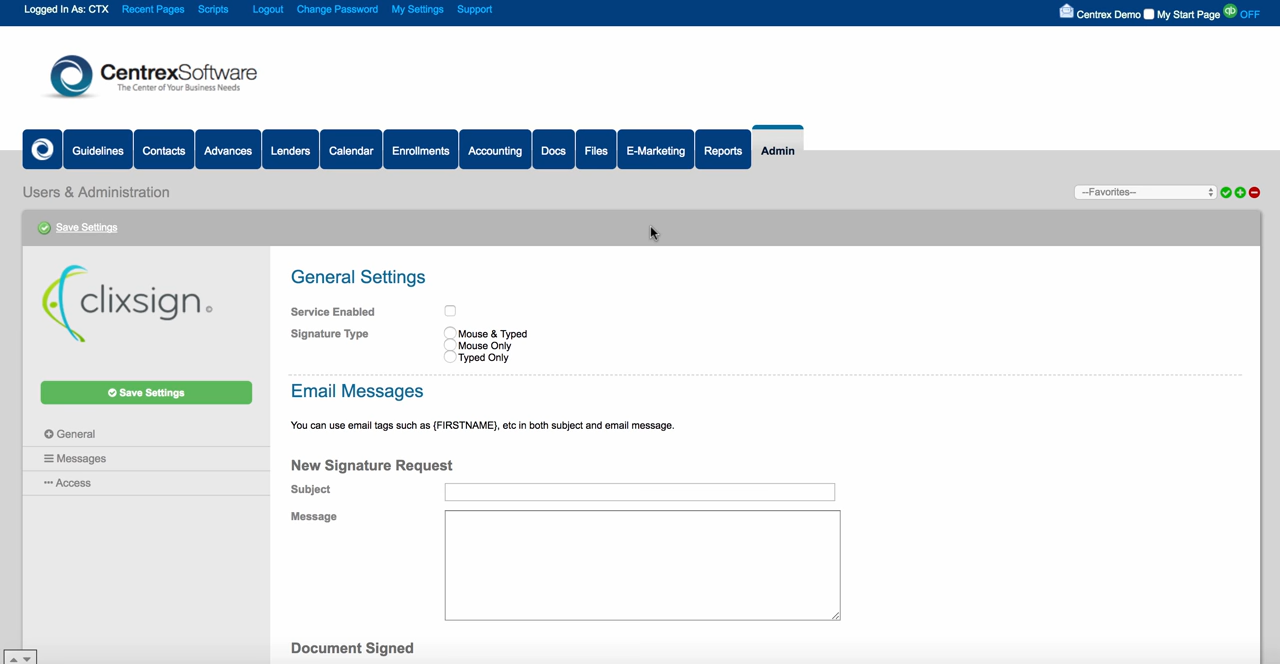 Logged In As: CTX Recent Pages Scripts Logout Change Password My Settings Support Centrex Demo My Start Page qb OFF
CentrexSoftware
The Center of Your Business Needs
Guidelines Contacts Advances Lenders Calendar Enrollments Accounting Docs Files E-Marketing Reports Admin
Users & Administration --Favorites--
Save Settings
clixsign
General Settings
Service Enabled
Signature Type Mouse & Typed
Mouse Only
Typed Only
Save Settings
Email Messages
You can use email tags such as {FIRSTNAME}, etc in both subject and email message.
General
Messages
Access
New Signature Request
Subject
Message
Document Signed